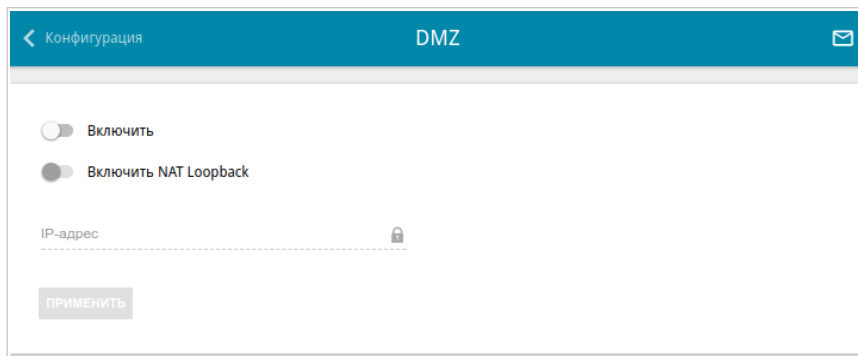 Конфигурация
DMZ
Включить
Включить NAT Loopback
IP-адрес
ПРИМЕНИТЬ